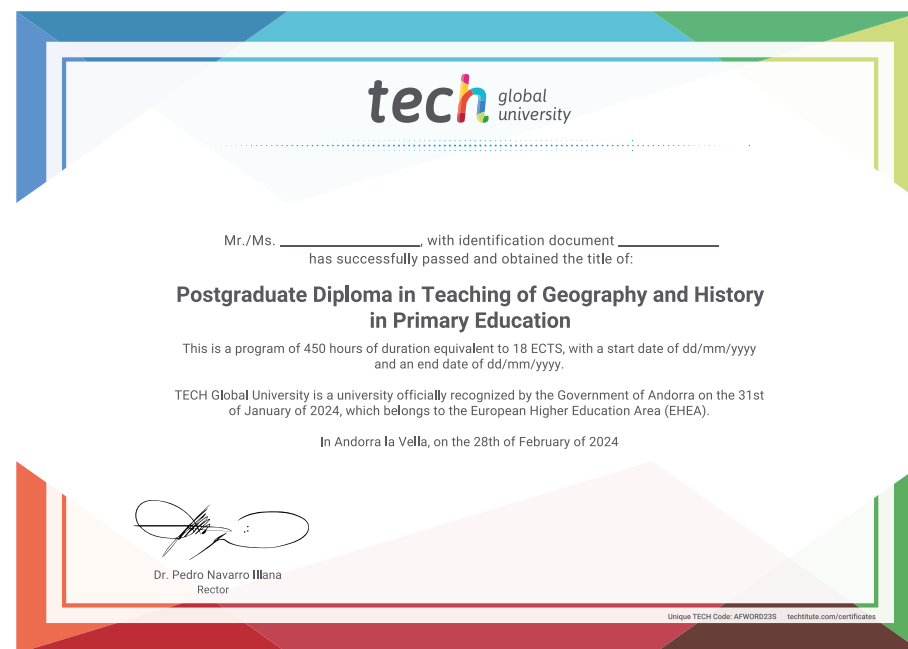 tech global university
Mr./Ms. ____________, with identification document ____________
has successfully passed and obtained the title of:
Postgraduate Diploma in Teaching of Geography and History
in Primary Education
This is a program of 450 hours of duration equivalent to 18 ECTS, with a start date of dd/mm/yyyy
and an end date of dd/mm/yyyy.
TECH Global University is a university officially recognized by the Government of Andorra on the 31st
of January of 2024, which belongs to the European Higher Education Area (EHEA).
In Andorra la Vella, on the 28th of February of 2024
Dr. Pedro Navarro Illana
Rector
Unique TECH Code: AFWORD23S techtitute.com/certificates